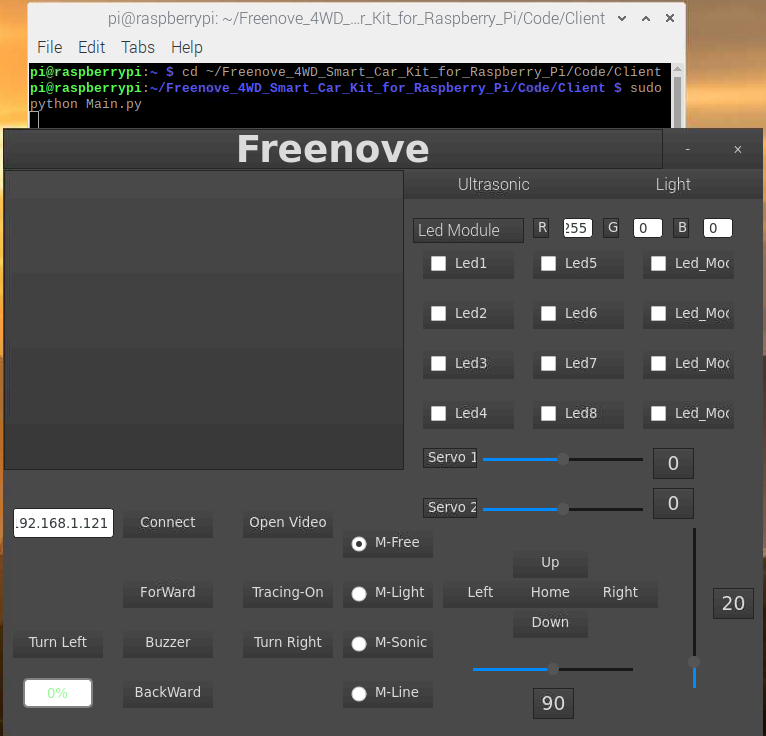 pi@raspberrypi: ~/Freenove_4WD_...r_Kit_for_Raspberry_Pi/Code/Client
File Edit Tabs Help
pi@raspberrypi:~ $ cd ~/Freenove_4WD_Smart_Car_Kit_for_Raspberry_Pi/Code/Client
pi@raspberrypi:~/Freenove_4WD_Smart_Car_Kit_for_Raspberry_Pi/Code/Client $ sudo
python Main.py
Freenove - ×
Ultrasonic Light
Led Module R 255 G 0 B 0
Led1 Led5 Led_Mod
Led2 Led6 Led_Mod
Led3 Led7 Led_Mod
Led4 Led8 Led_Mod
Servo 1 0
Servo 2 0
.92.168.1.121 Connect Open Video
M-Free
Up
ForWard Tracing-On M-Light Left Home Right
20
Down
Turn Left Buzzer Turn Right M-Sonic
0% BackWard M-Line
90